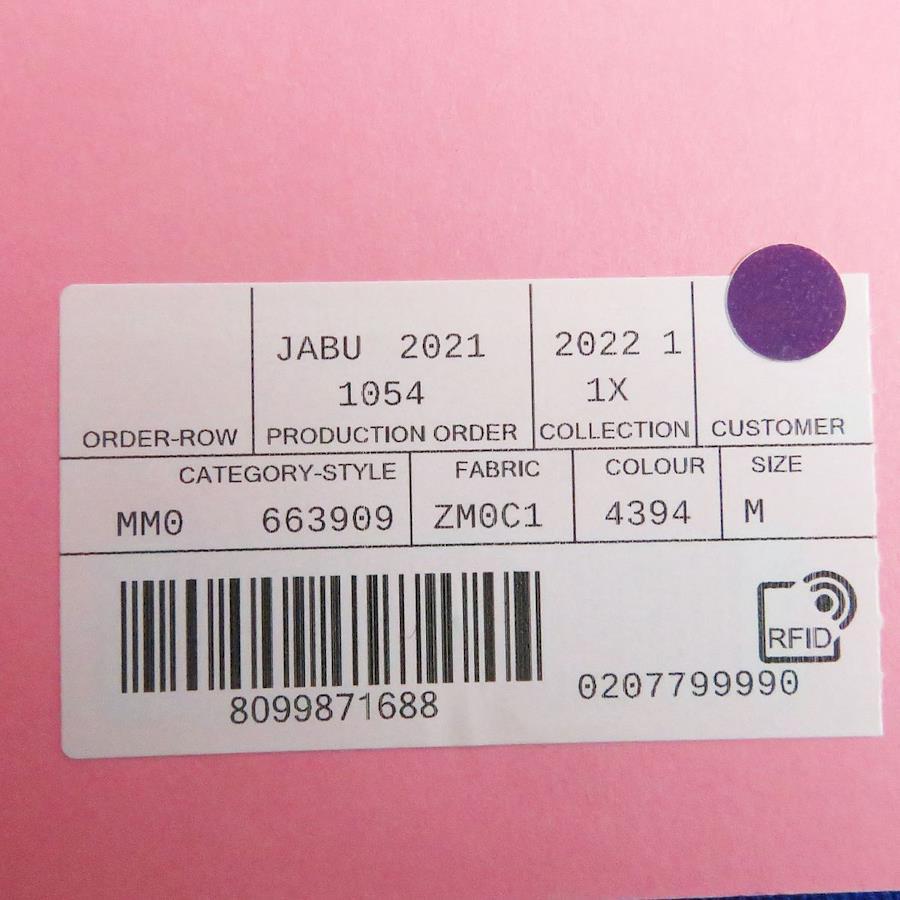 JABU 2021 2022 1
1054 1X
ORDER-ROW PRODUCTION ORDER COLLECTION CUSTOMER
CATEGORY-STYLE FABRIC COLOUR SIZE
MM0 663909 ZM0C1 4394 M
RFID
8099871688 0207799990